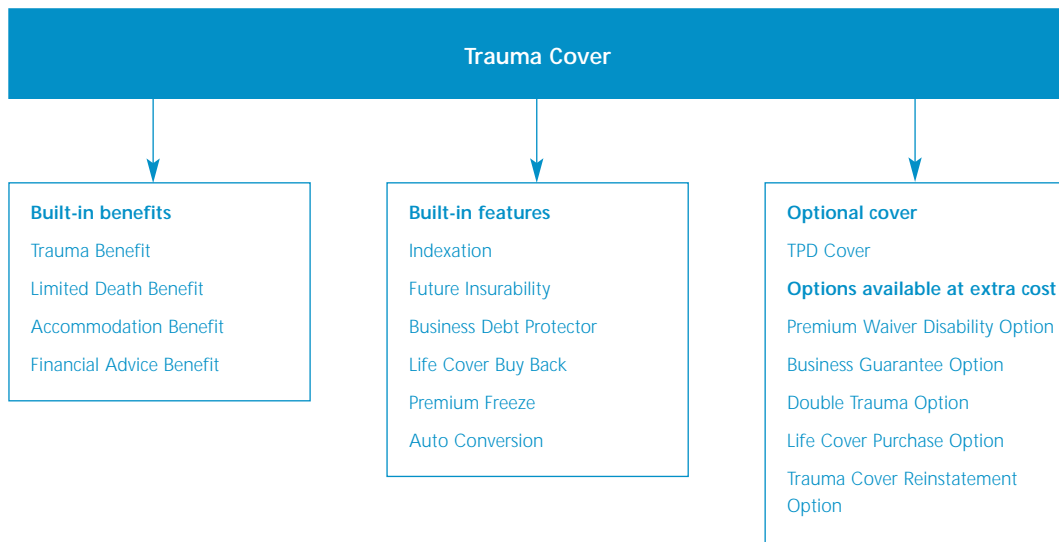 Trauma Cover
Built-in benefits
Trauma Benefit
Limited Death Benefit
Accommodation Benefit
Financial Advice Benefit
Built-in features
Indexation
Future Insurability
Business Debt Protector
Life Cover Buy Back
Premium Freeze
Auto Conversion
Optional cover
TPD Cover
Options available at extra cost
Premium Waiver Disability Option
Business Guarantee Option
Double Trauma Option
Life Cover Purchase Option
Trauma Cover Reinstatement
Option